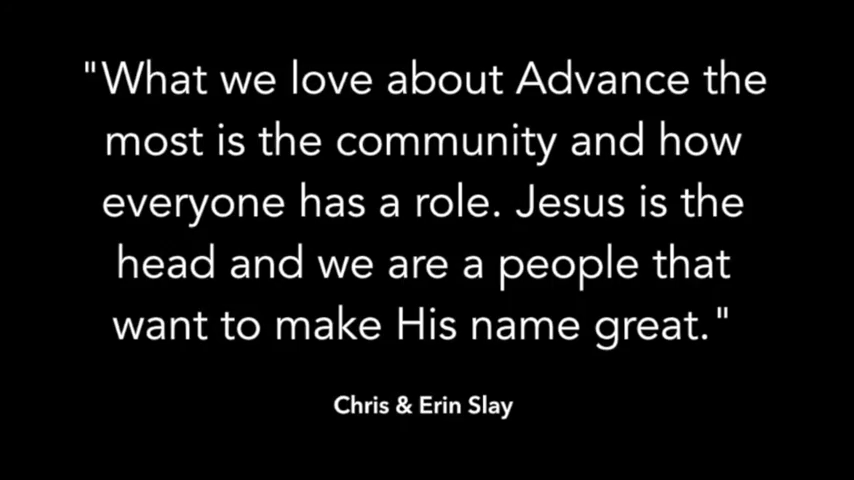 "What we love about Advance the
most is the community and how
everyone has a role. Jesus is the
head and we are a people that
want to make His name great."
Chris & Erin Slay